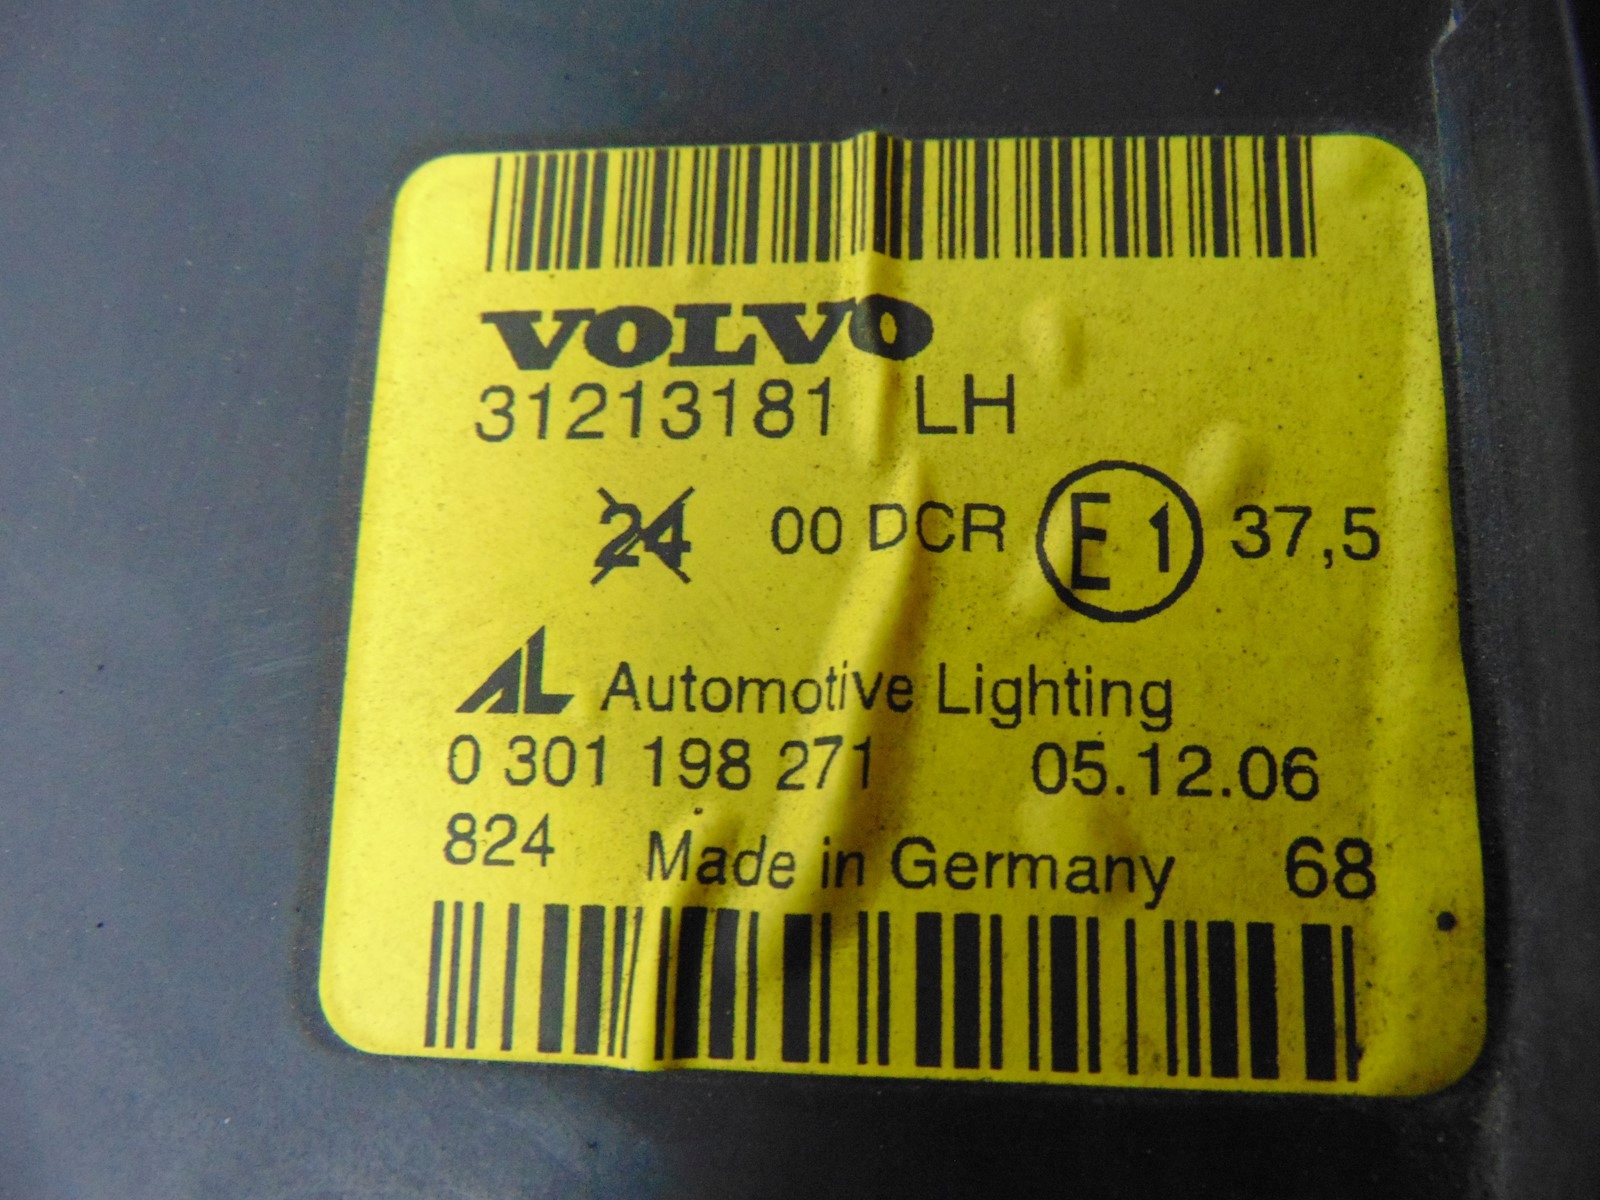 VOLVO
31213181 LH
24 00 DCR E1 37,5
AL Automotive Lighting
0 301 198 271 05.12.06
824 Made in Germany 68